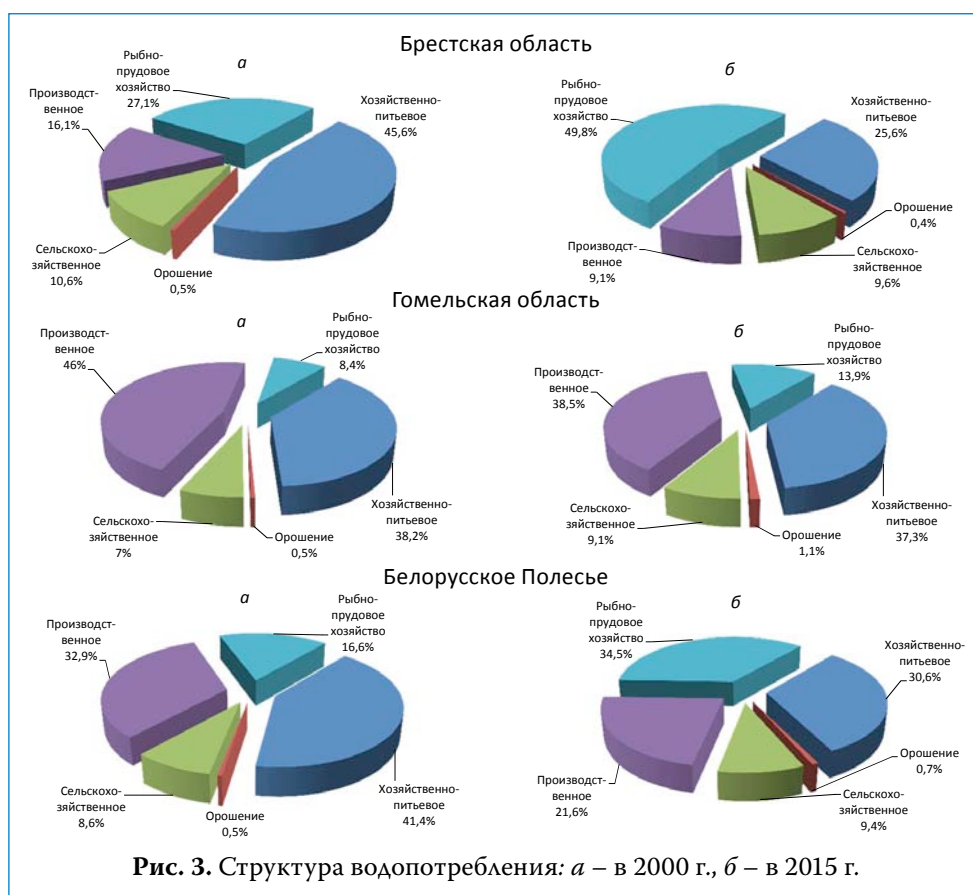 Брестская область
а
Рыбно-
прудовое
хозяйство
27,1%
Производст-
венное
16,1%
Хозяйственно-
питьевое
45,6%
Сельскохо-
зяйственное
10,6%
Орошение
0,5%
б
Рыбно-
прудовое
хозяйство
49,8%
Хозяйственно-
питьевое
25,6%
Орошение
0,4%
Производственное
9,1%
Сельскохо-
зяйственное
9,6%
Гомельская область
а
Производст-
венное
46%
Рыбно-
прудовое
хозяйство
8,4%
Сельскохо-
зяйственное
7%
Орошение
0,5%
Хозяйственно-
питьевое
38,2%
б
Рыбно-
прудовое
хозяйство
13,9%
Производственное
38,5%
Сельскохо-
зяйственное
9,1%
Орошение
1,1%
Хозяйственно-
питьевое
37,3%
Белорусское Полесье
а
Производст-
венное
32,9%
Рыбно-
прудовое
хозяйство
16,6%
Сельскохо-
зяйственное
8,6%
Орошение
0,5%
Хозяйственно-
питьевое
41,4%
б
Рыбно-
прудовое
хозяйство
34,5%
Хозяйственно-
питьевое
30,6%
Орошение
0,7%
Производст-
венное
21,6%
Сельскохо-
зяйственное
9,4%
Рис. 3. Структура водопотребления: а – в 2000 г., б – в 2015 г.